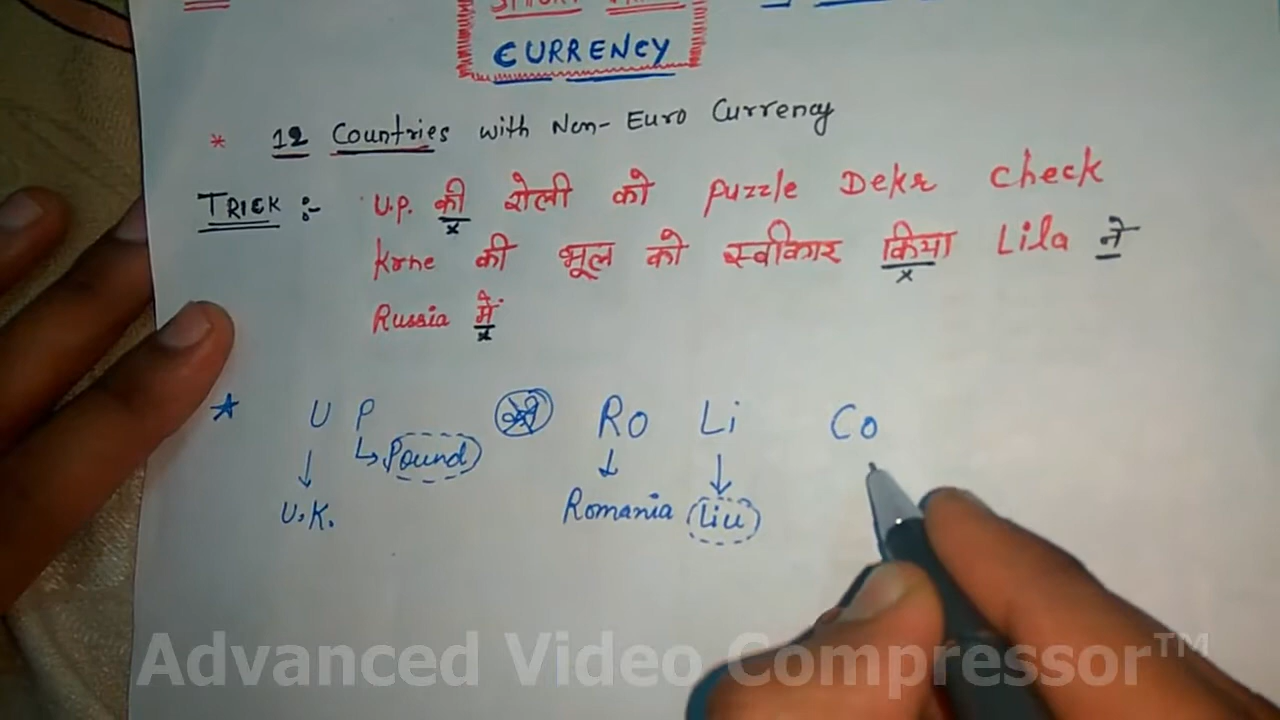 CURRENCY
* 12 Countries with Non-Euro Currency
TRICK :- U.P. की रोली को puzzle Dekr check
x
krne की भूल को स्वीकार किया Lila ने
x
Russia में
x
★ U P Ro Li Co
↳ Pound
↓ ↓ ↓
U.K. Romania (Liu)
Advanced Video Compressor™